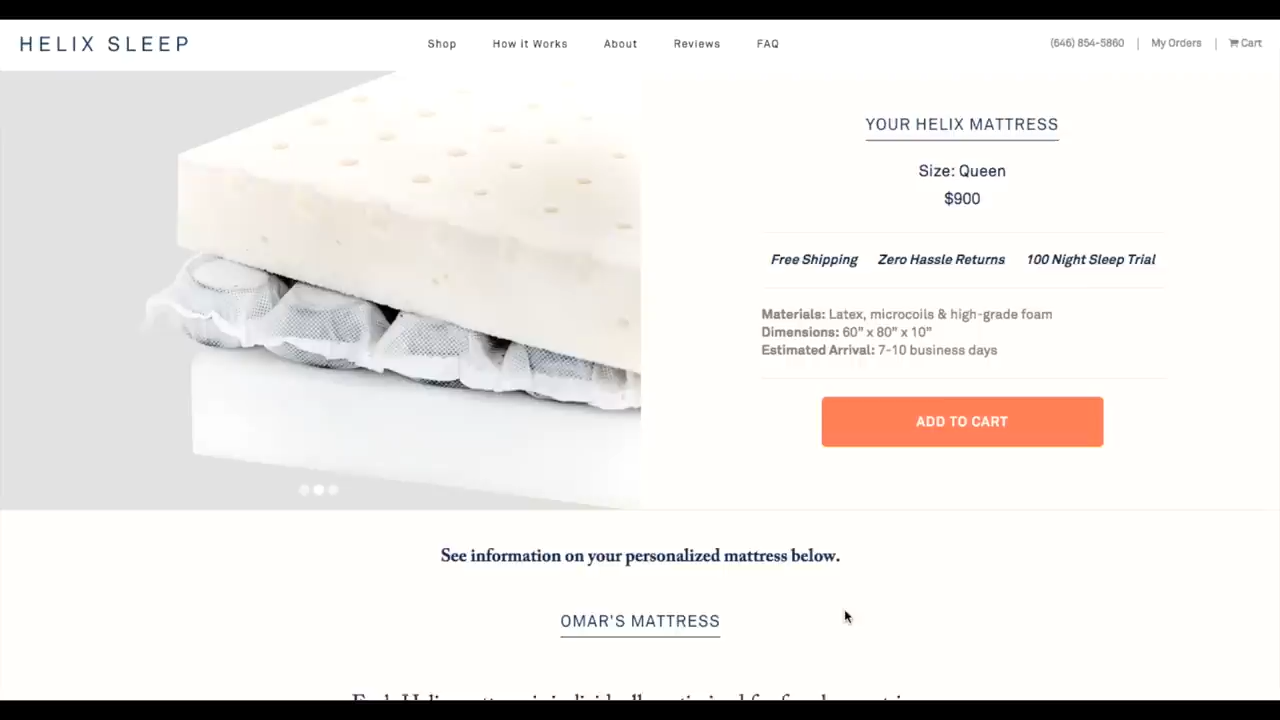 HELIX SLEEP
Shop How it Works About Reviews FAQ
(646) 854-5860 | My Orders | Cart
YOUR HELIX MATTRESS
Size: Queen
$900
Free Shipping Zero Hassle Returns 100 Night Sleep Trial
Materials: Latex, microcoils & high-grade foam
Dimensions: 60" x 80" x 10"
Estimated Arrival: 7-10 business days
ADD TO CART
See information on your personalized mattress below.
OMAR'S MATTRESS